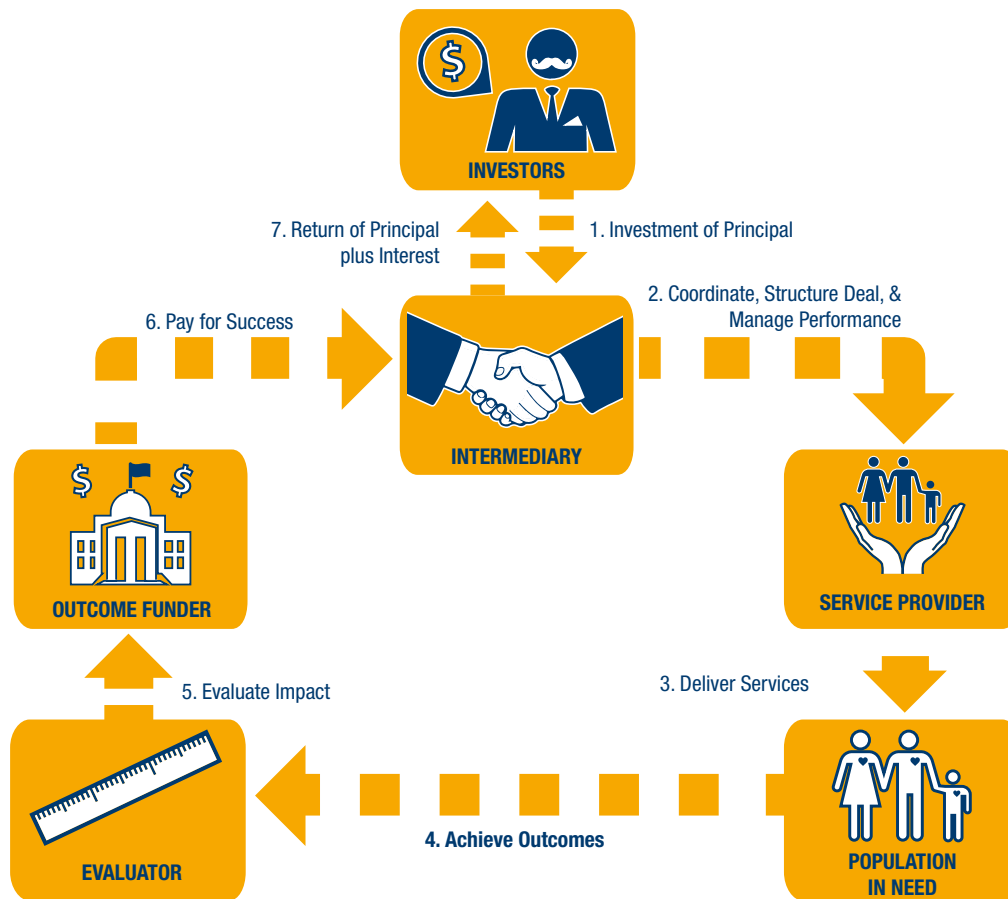 $
INVESTORS
7. Return of Principal
plus Interest
1. Investment of Principal
2. Coordinate, Structure Deal, &
Manage Performance
6. Pay for Success
INTERMEDIARY
$ $
OUTCOME FUNDER
SERVICE PROVIDER
5. Evaluate Impact
3. Deliver Services
4. Achieve Outcomes
EVALUATOR
POPULATION
IN NEED